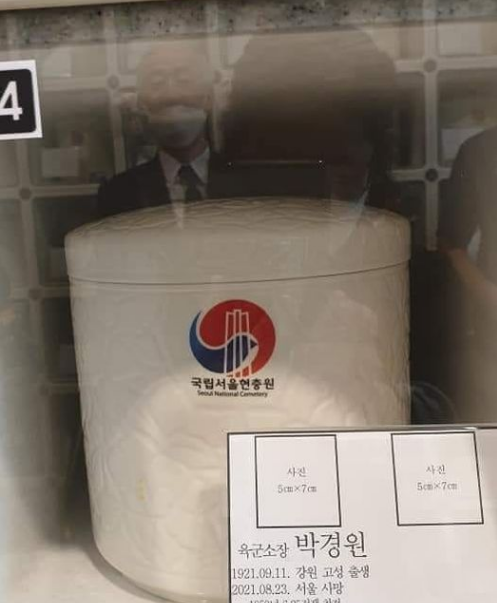 4
국립서울현충원
Seoul National Cemetery
사진
5㎝×7㎝
사진
5㎝×7㎝
육군소장 박경원
1921.09.11. 강원 고성 출생
2021.08.23. 서울 사망